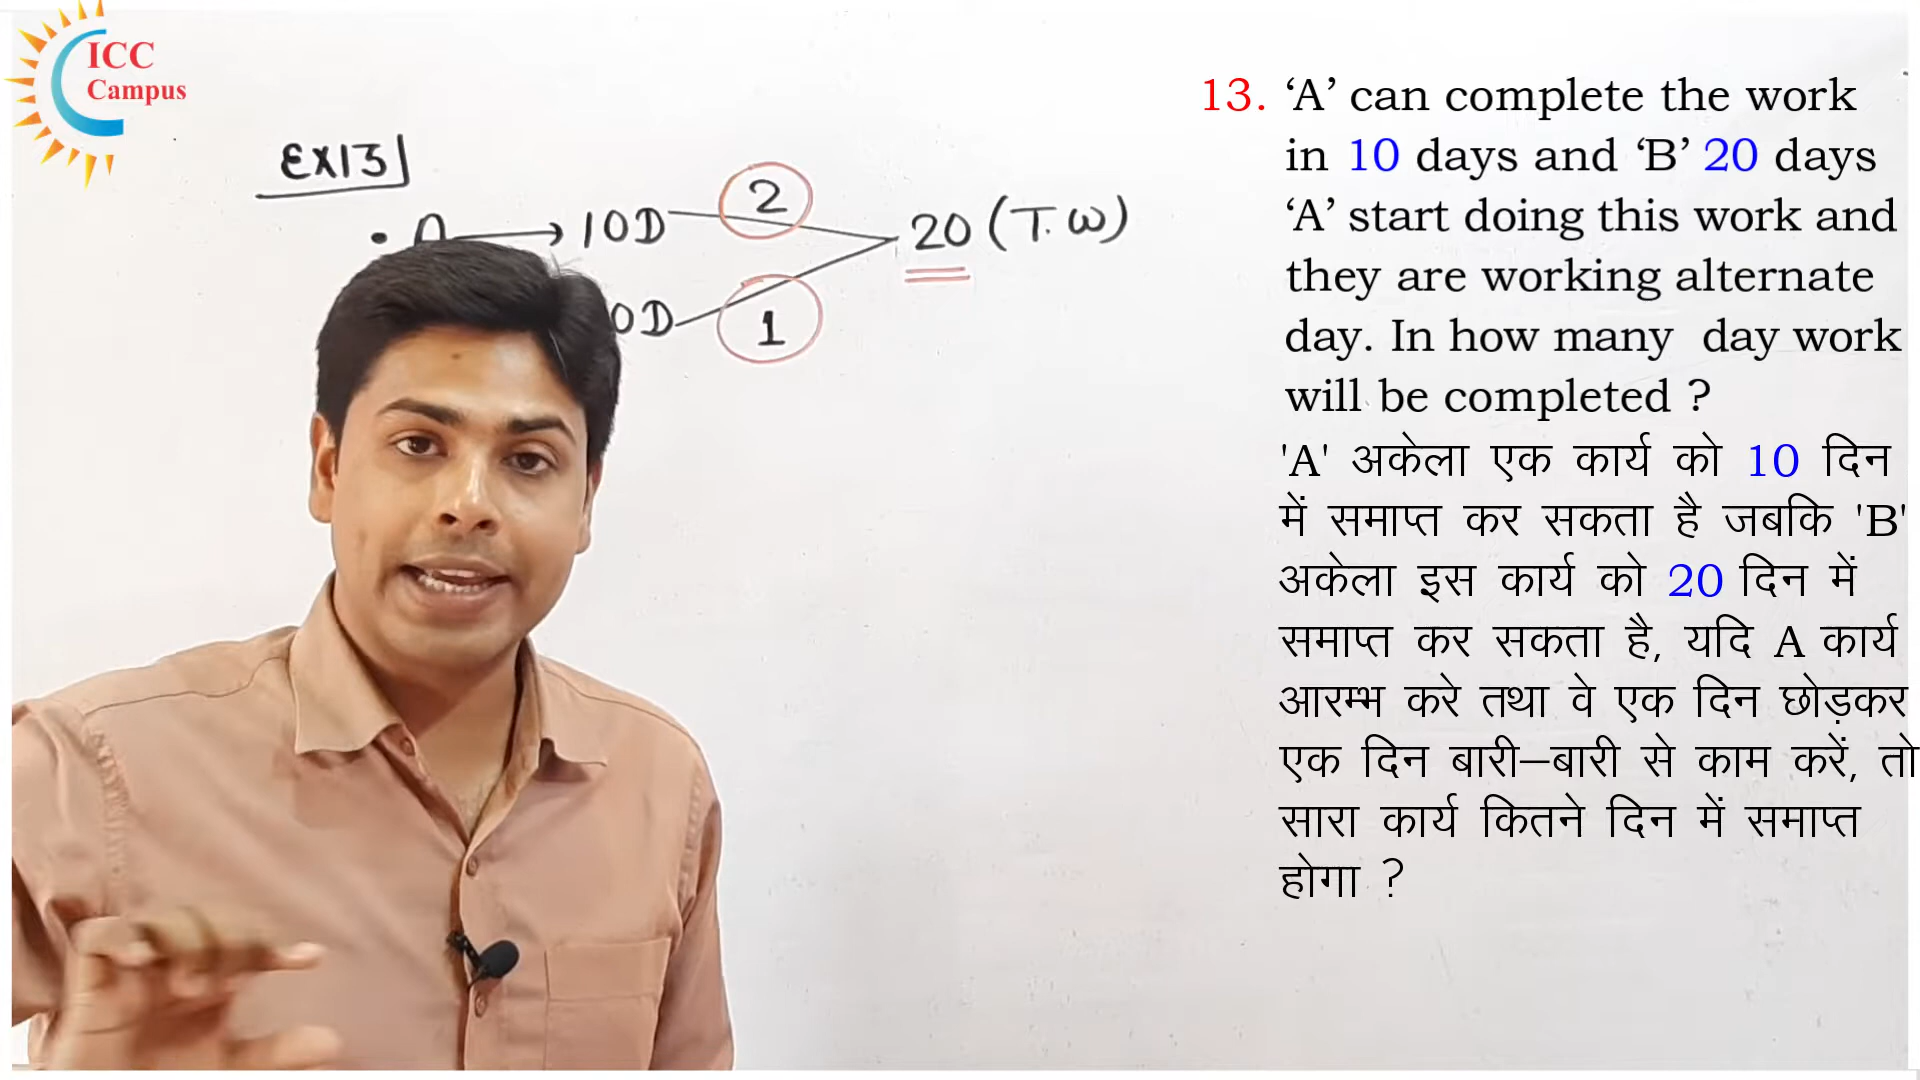 ICC
Campus
EX13
10D 2 20 (T.W)
0D 1
13. ‘A’ can complete the work
in 10 days and ‘B’ 20 days
‘A’ start doing this work and
they are working alternate
day. In how many day work
will be completed ?
'A' अकेला एक कार्य को 10 दिन
में समाप्त कर सकता है जबकि 'B'
अकेला इस कार्य को 20 दिन में
समाप्त कर सकता है, यदि A कार्य
आरम्भ करे तथा वे एक दिन छोड़कर
एक दिन बारी–बारी से काम करें, तो
सारा कार्य कितने दिन में समाप्त
होगा ?